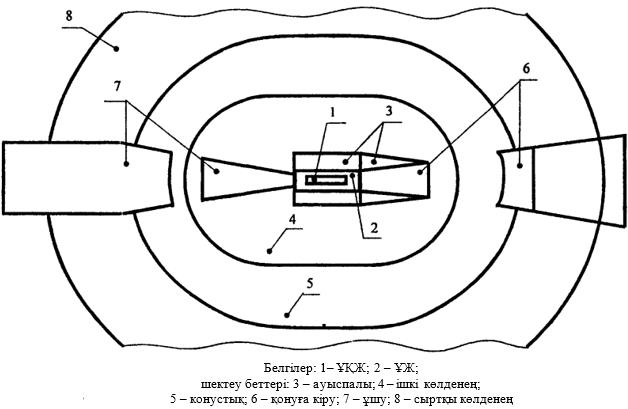 8
7
1
3
6
2
4
5
Белгілер: 1– ҰҚЖ; 2 – ҰЖ;
шектеу беттері: 3 – ауыспалы; 4 – ішкі көлденең;
5 – конустық; 6 – қонуға кіру; 7 – ұшу; 8 – сыртқы көлденең